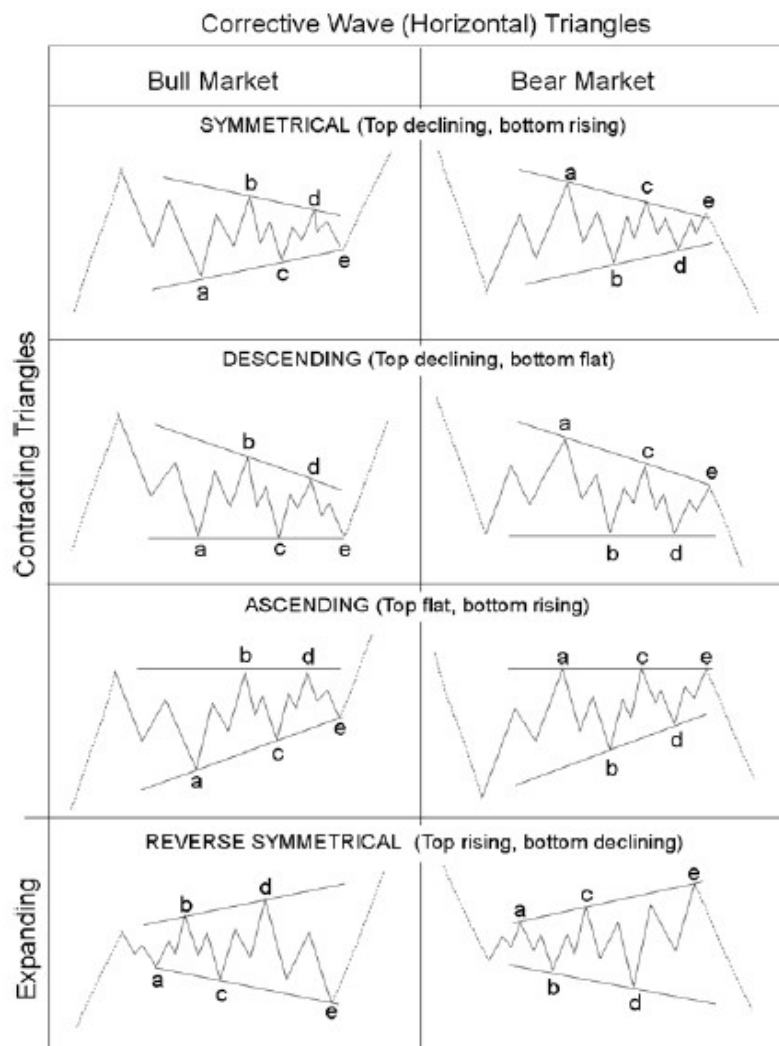 Corrective Wave (Horizontal) Triangles
Bull Market
Bear Market
Contracting Triangles
SYMMETRICAL (Top declining, bottom rising)
b
d
a
c
e
a
c
e
b
d
DESCENDING (Top declining, bottom flat)
b
d
a
c
e
a
c
e
b
d
ASCENDING (Top flat, bottom rising)
b
d
a
c
e
a
c
e
b
d
Expanding
REVERSE SYMMETRICAL (Top rising, bottom declining)
b
d
a
c
e
a
c
e
b
d